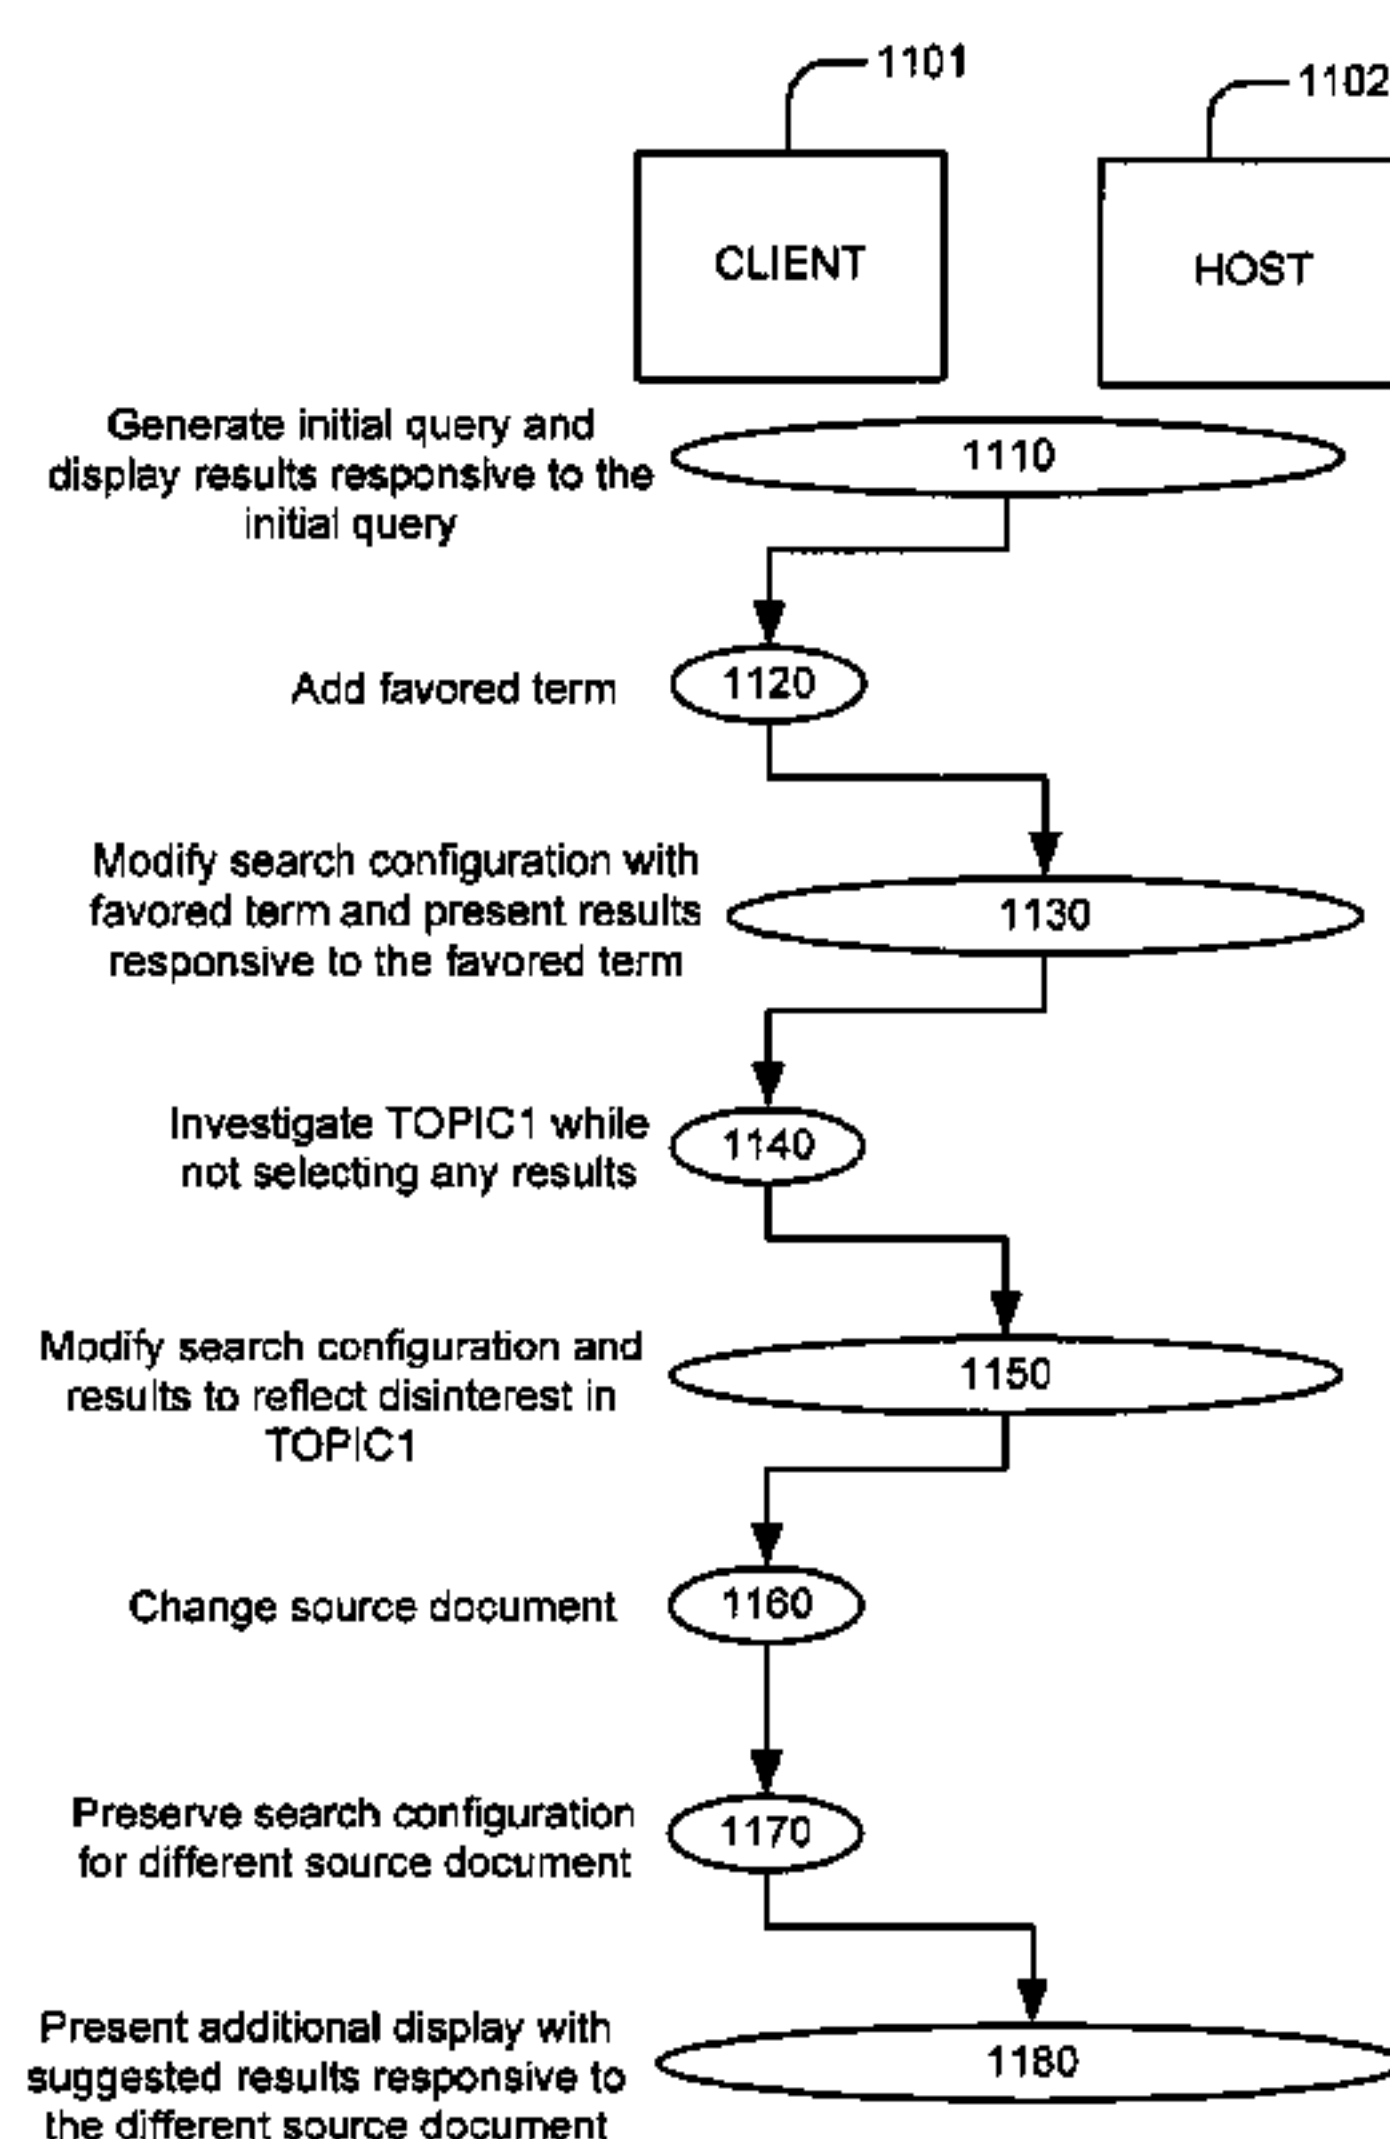 1101
1102
CLIENT
HOST
Generate initial query and
display results responsive to the
initial query
1110
Add favored term
1120
Modify search configuration with
favored term and present results
responsive to the favored term
1130
Investigate TOPIC1 while
not selecting any results
1140
Modify search configuration and
results to reflect disinterest in
TOPIC1
1150
Change source document
1160
Preserve search configuration
for different source document
1170
Present additional display with
suggested results responsive to
the different source document
1180